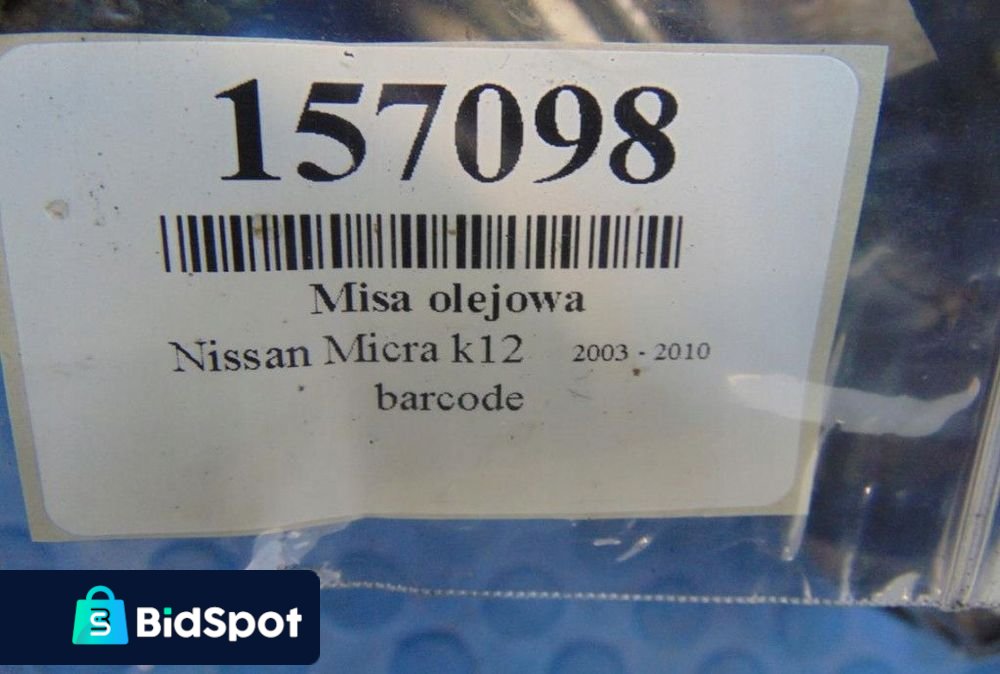 157098
Misa olejowa
Nissan Micra k12 2003 - 2010
barcode
BidSpot